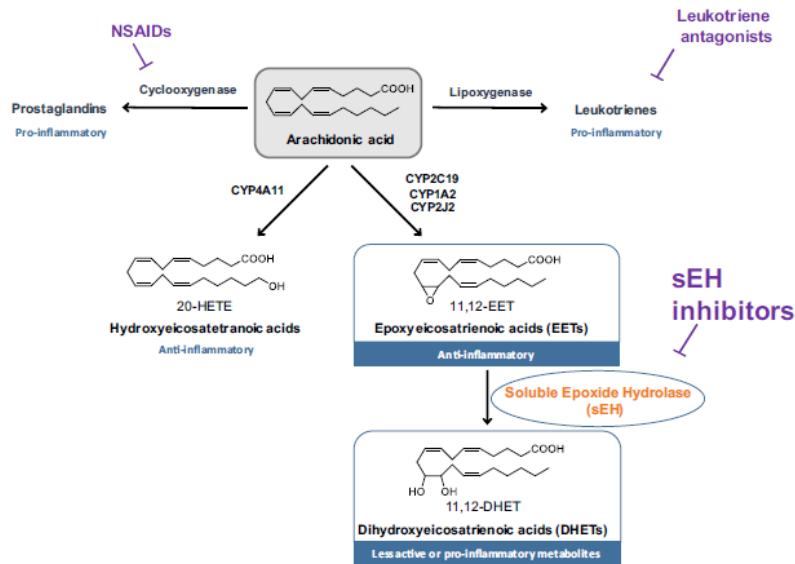 NSAIDs
Leukotriene
antagonists
Cyclooxygenase
COOH
Lipoxygenase
Prostaglandins
Pro-inflammatory
Leukotrienes
Pro-inflammatory
Arachidonic acid
CYP4A11
CYP2C19
CYP1A2
CYP2J2
COOH
OH
20-HETE
Hydroxyeicosatetranoic acids
Anti-inflammatory
COOH
O
11,12-EET
Epoxyeicosatrienoic acids (EETs)
Anti-inflammatory
sEH
inhibitors
Soluble Epoxide Hydrolase
(sEH)
COOH
HO OH
11,12-DHET
Dihydroxyeicosatrienoic acids (DHETs)
Less active or pro-inflammatory metabolites